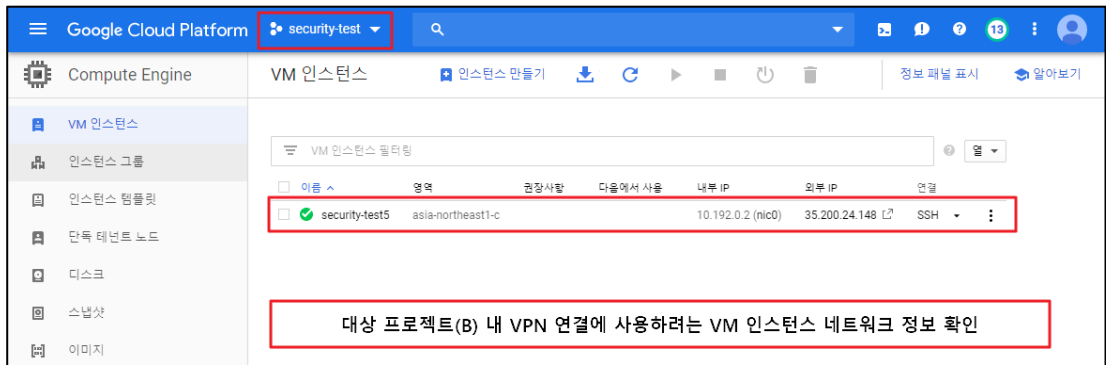 Google Cloud Platform security-test 13
Compute Engine VM 인스턴스 인스턴스 만들기 정보 패널 표시 알아보기
VM 인스턴스
인스턴스 그룹
인스턴스 템플릿
단독 테넌트 노드
디스크
스냅샷
이미지
VM 인스턴스 필터링 열
이름 영역 권장사항 다음에서 사용 내부 IP 외부 IP 연결
security-test5 asia-northeast1-c 10.192.0.2 (nic0) 35.200.24.148 SSH
대상 프로젝트(B) 내 VPN 연결에 사용하려는 VM 인스턴스 네트워크 정보 확인